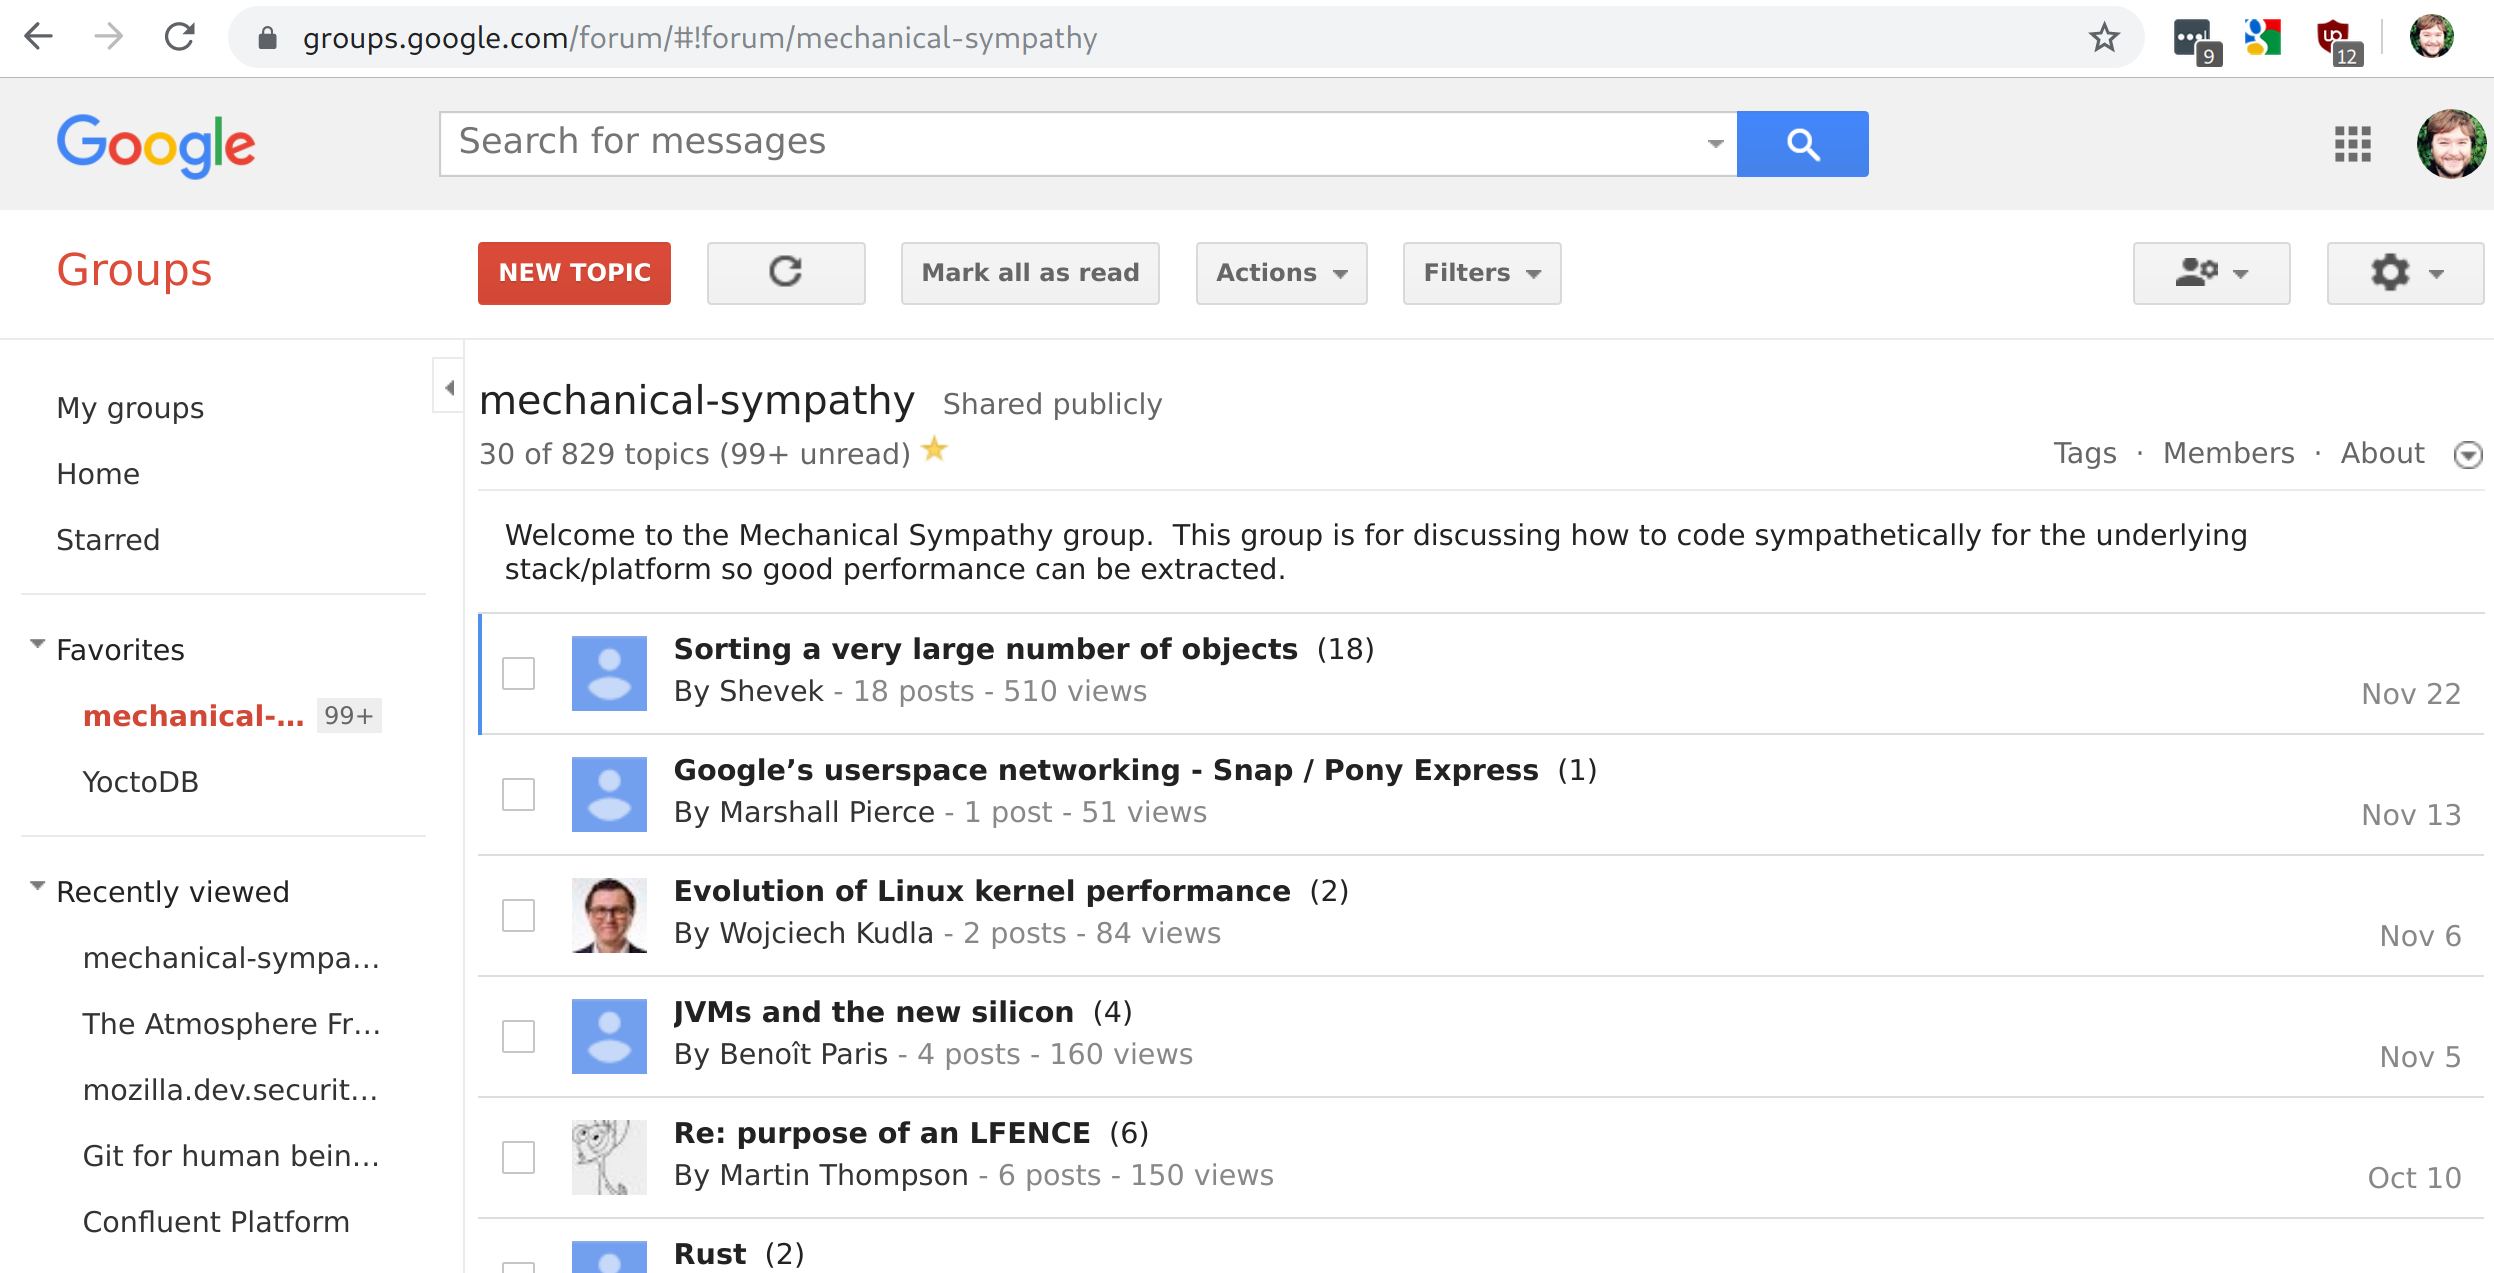 groups.google.com/forum/#!forum/mechanical-sympathy
9
12
Google
Search for messages
Groups
NEW TOPIC
Mark all as read
Actions
Filters
My groups
Home
Starred
Favorites
mechanical-...
99+
YoctoDB
Recently viewed
mechanical-sympa...
The Atmosphere Fr...
mozilla.dev.securit...
Git for human bein...
Confluent Platform
mechanical-sympathy Shared publicly
30 of 829 topics (99+ unread)
Tags · Members · About
Welcome to the Mechanical Sympathy group.  This group is for discussing how to code sympathetically for the underlying
stack/platform so good performance can be extracted.
Sorting a very large number of objects (18)
By Shevek - 18 posts - 510 views
Nov 22
Google’s userspace networking - Snap / Pony Express (1)
By Marshall Pierce - 1 post - 51 views
Nov 13
Evolution of Linux kernel performance (2)
By Wojciech Kudla - 2 posts - 84 views
Nov 6
JVMs and the new silicon (4)
By Benoît Paris - 4 posts - 160 views
Nov 5
Re: purpose of an LFENCE (6)
By Martin Thompson - 6 posts - 150 views
Oct 10
Rust (2)